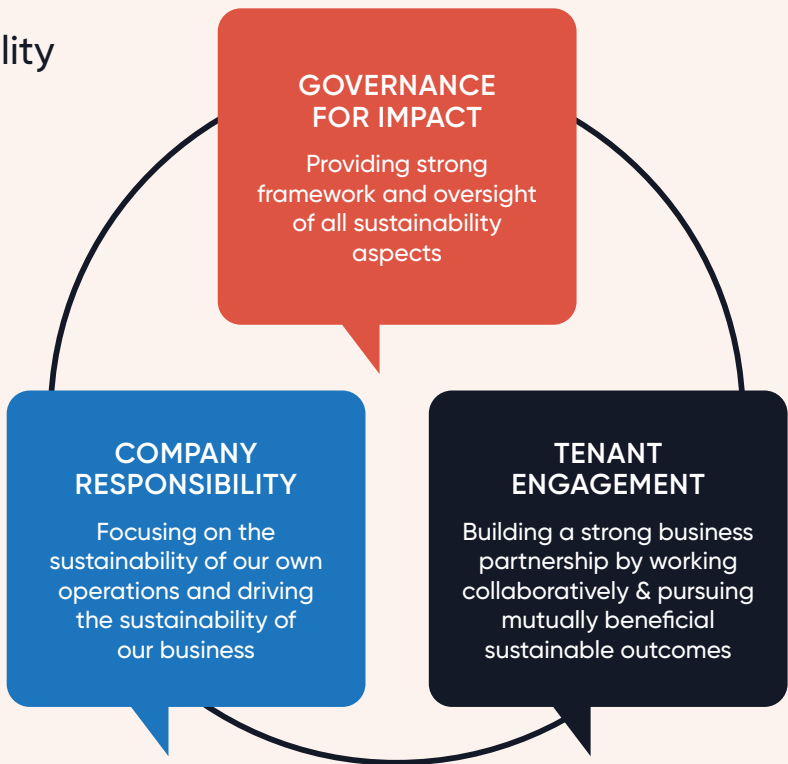 lity
GOVERNANCE
FOR IMPACT
Providing strong
framework and oversight
of all sustainability
aspects
COMPANY
RESPONSIBILITY
Focusing on the
sustainability of our own
operations and driving
the sustainability of
our business
TENANT
ENGAGEMENT
Building a strong business
partnership by working
collaboratively & pursuing
mutually beneficial
sustainable outcomes